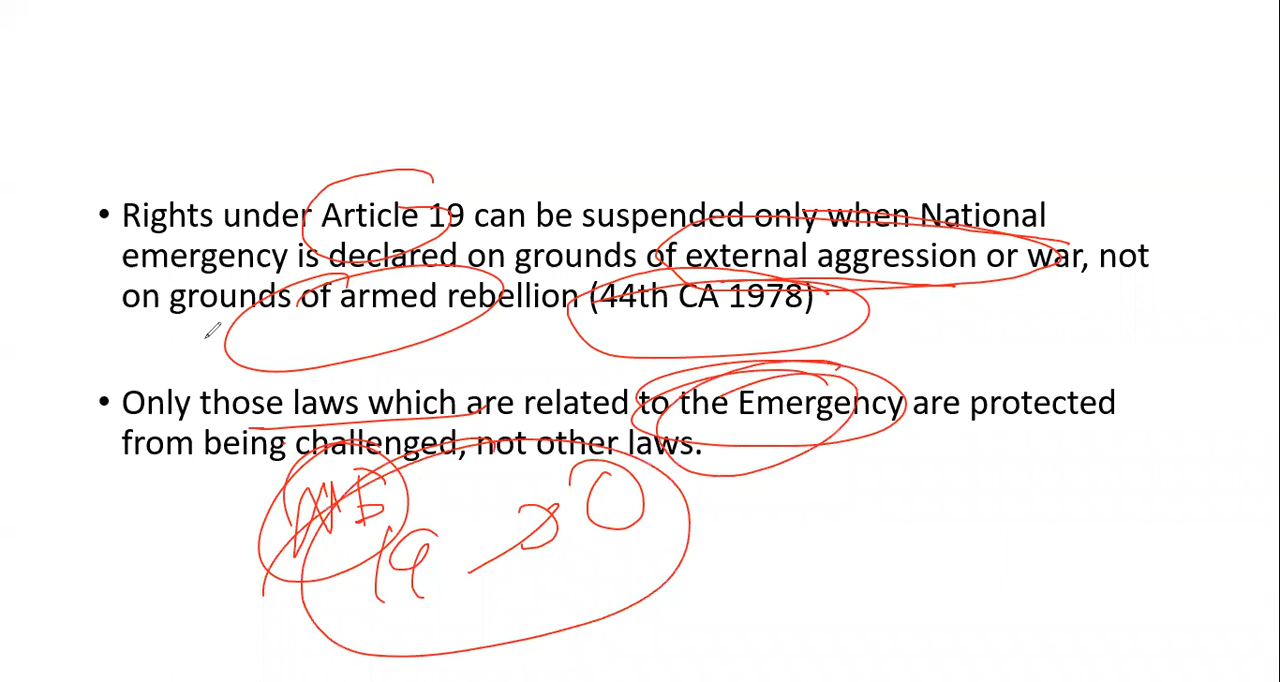 • Rights under Article 19 can be suspended only when National
emergency is declared on grounds of external aggression or war, not
on grounds of armed rebellion (44th CA 1978)
• Only those laws which are related to the Emergency are protected
from being challenged, not other laws.
19